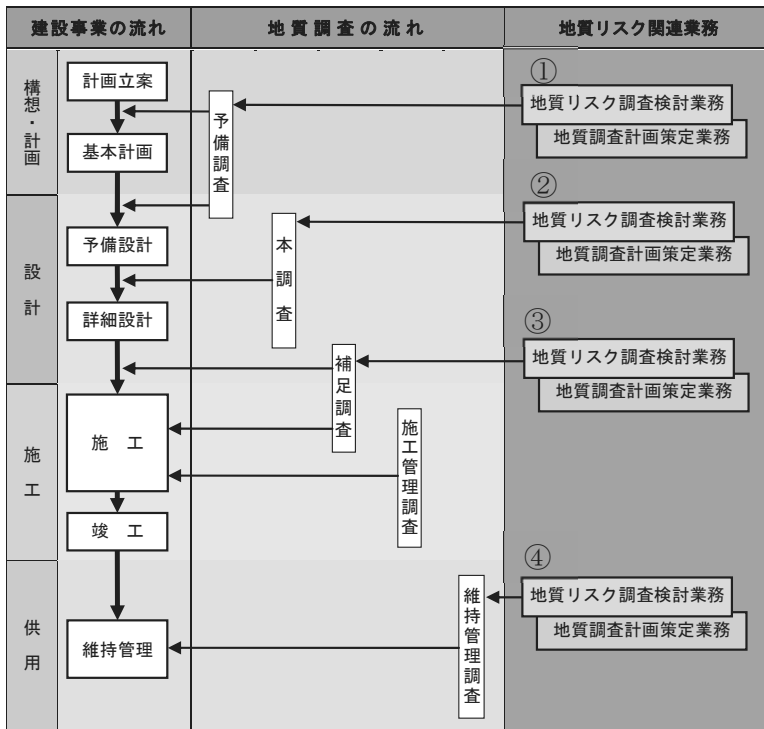 建設事業の流れ
地質調査の流れ
地質リスク関連業務
構想・計画
計画立案
基本計画
予備調査
①
地質リスク調査検討業務
地質調査計画策定業務
設計
予備設計
詳細設計
本調査
②
地質リスク調査検討業務
地質調査計画策定業務
補足調査
③
地質リスク調査検討業務
地質調査計画策定業務
施工
施工
竣工
施工管理調査
供用
維持管理
維持管理調査
④
地質リスク調査検討業務
地質調査計画策定業務